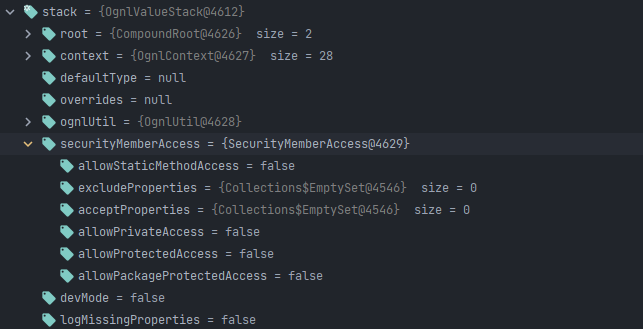 stack = {OgnlValueStack@4612}
root = {CompoundRoot@4626} size = 2
context = {OgnlContext@4627} size = 28
defaultType = null
overrides = null
ognlUtil = {OgnlUtil@4628}
securityMemberAccess = {SecurityMemberAccess@4629}
allowStaticMethodAccess = false
excludeProperties = {Collections$EmptySet@4546} size = 0
acceptProperties = {Collections$EmptySet@4546} size = 0
allowPrivateAccess = false
allowProtectedAccess = false
allowPackageProtectedAccess = false
devMode = false
logMissingProperties = false